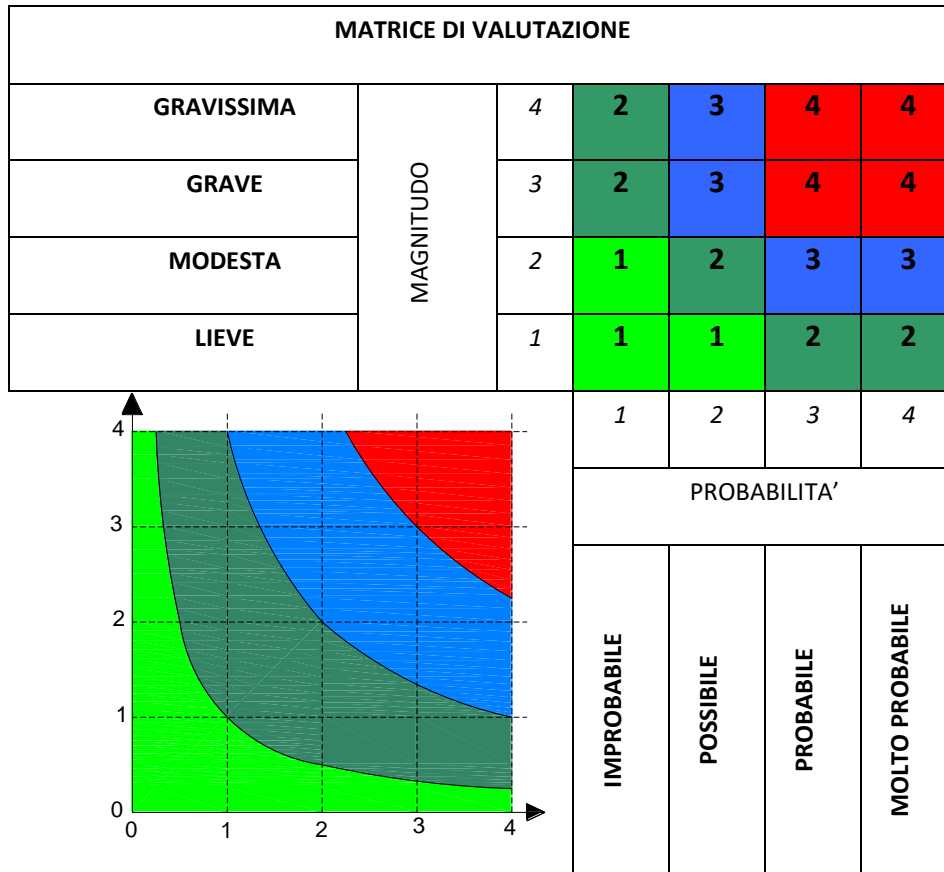 MATRICE DI VALUTAZIONE
GRAVISSIMA
MAGNITUDO
4 2 3 4 4
GRAVE
3 2 3 4 4
MODESTA
2 1 2 3 3
LIEVE
1 1 1 2 2
1 2 3 4
PROBABILITA’
IMPROBABILE
POSSIBILE
PROBABILE
MOLTO PROBABILE
4
3
2
1
0
0 1 2 3 4